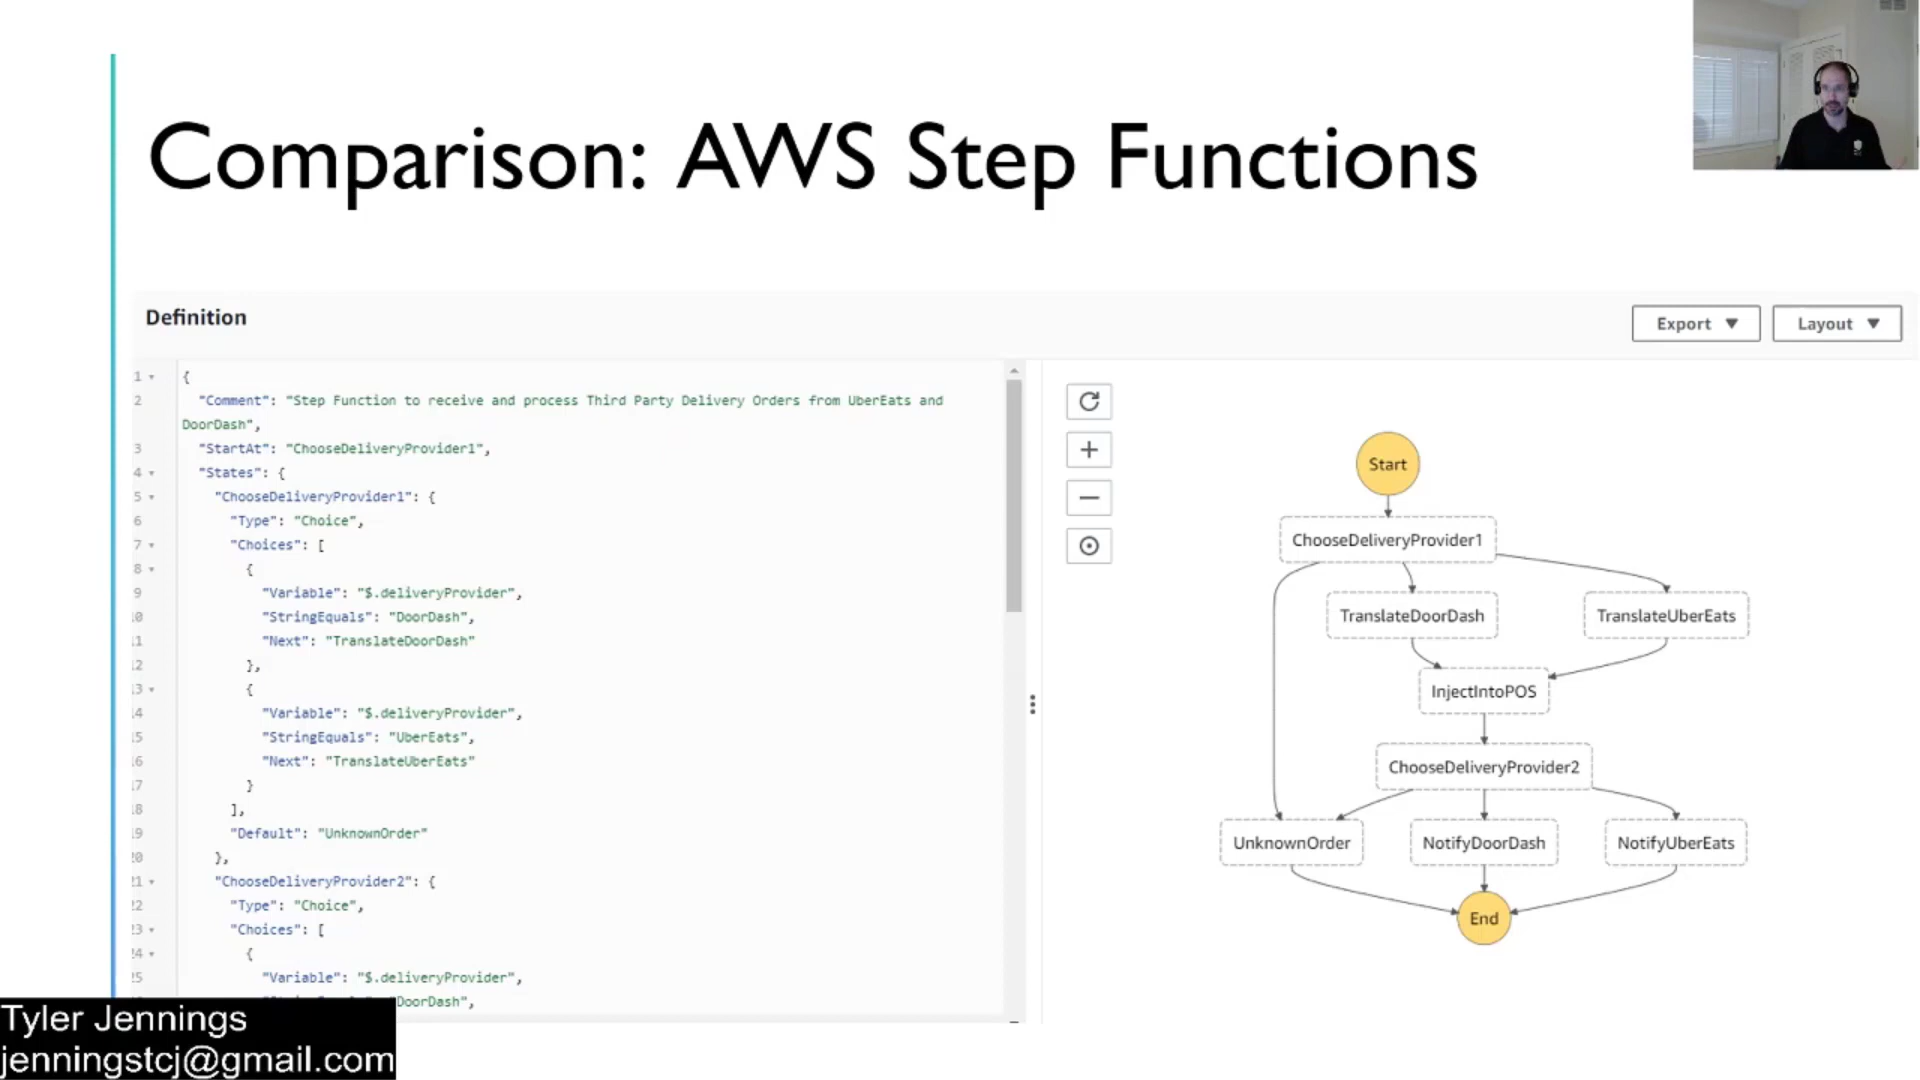 Comparison: AWS Step Functions
Definition
Export
Layout
1 {
2 "Comment": "Step Function to receive and process Third Party Delivery Orders from UberEats and
DoorDash",
3 "StartAt": "ChooseDeliveryProvider1",
4 "States": {
5 "ChooseDeliveryProvider1": {
6 "Type": "Choice",
7 "Choices": [
8 {
9 "Variable": "$.deliveryProvider",
10 "StringEquals": "DoorDash",
11 "Next": "TranslateDoorDash"
12 },
13 {
14 "Variable": "$.deliveryProvider",
15 "StringEquals": "UberEats",
16 "Next": "TranslateUberEats"
17 }
18 ],
19 "Default": "UnknownOrder"
20 },
21 "ChooseDeliveryProvider2": {
22 "Type": "Choice",
23 "Choices": [
24 {
25 "Variable": "$.deliveryProvider",
DoorDash",
Start
ChooseDeliveryProvider1
TranslateDoorDash
TranslateUberEats
InjectIntoPOS
ChooseDeliveryProvider2
UnknownOrder
NotifyDoorDash
NotifyUberEats
End
Tyler Jennings
jenningstcj@gmail.com